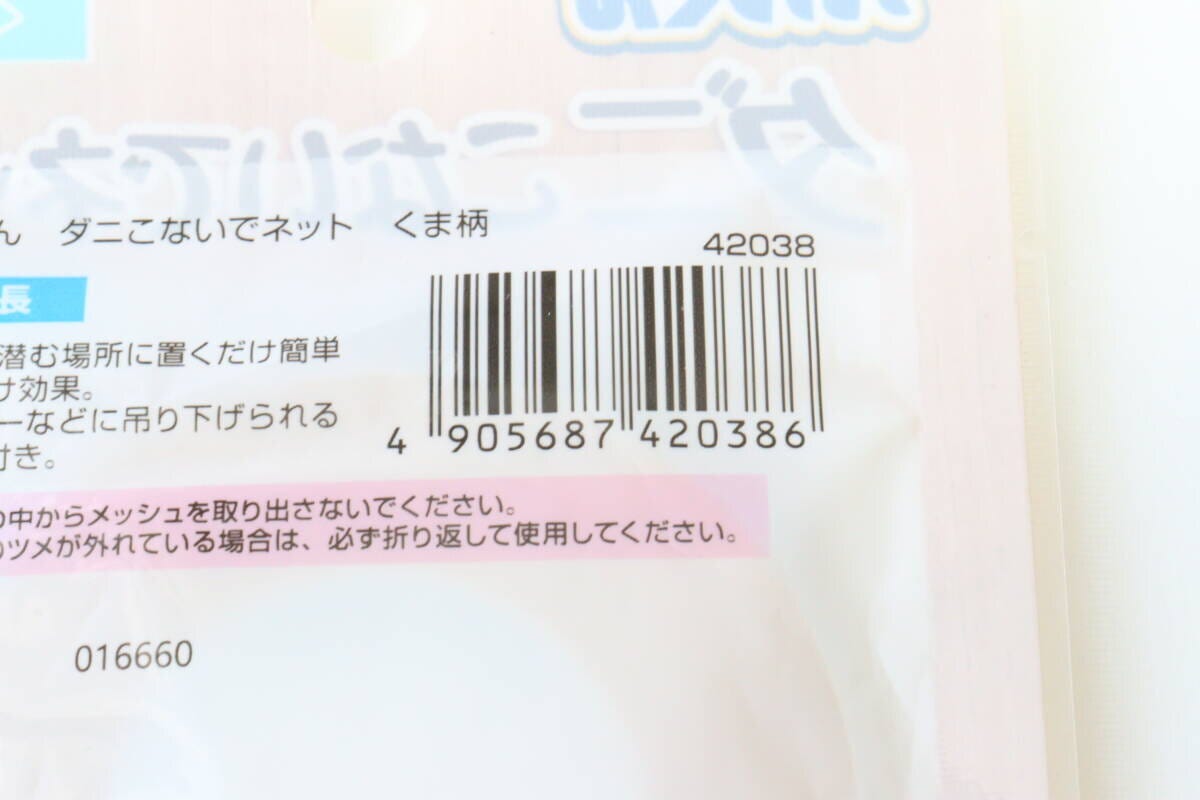 ん ダニこないでネット くま柄
42038
長
潜む場所に置くだけ簡単
け効果。
ーなどに吊り下げられる
付き。
4 905687 420386
の中からメッシュを取り出さないでください。
のツメが外れている場合は、必ず折り返して使用してください。
016660